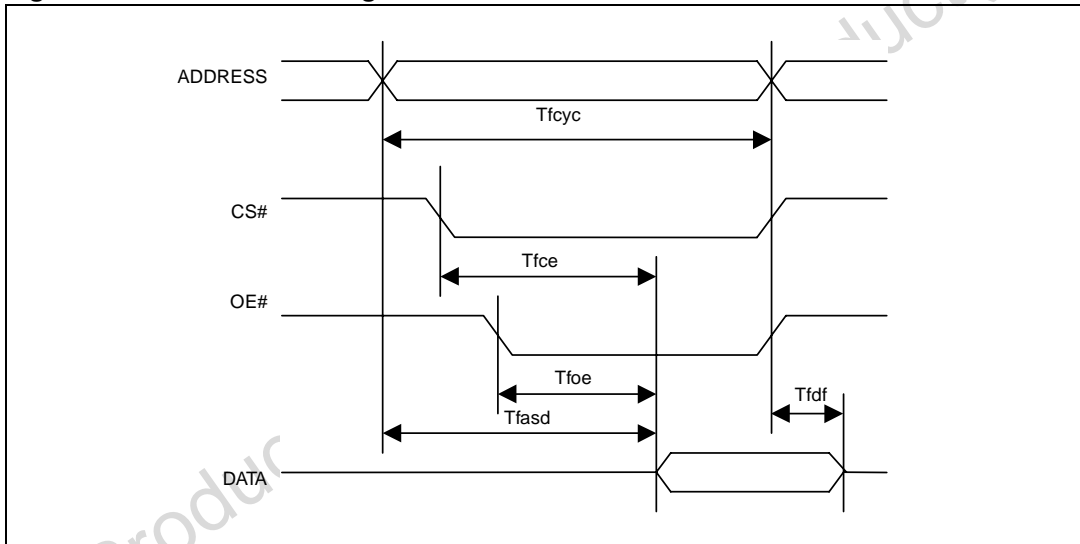 ADDRESS
Tfcyc
CS#
Tfce
OE#
Tfoe
Tfdf
Tfasd
DATA